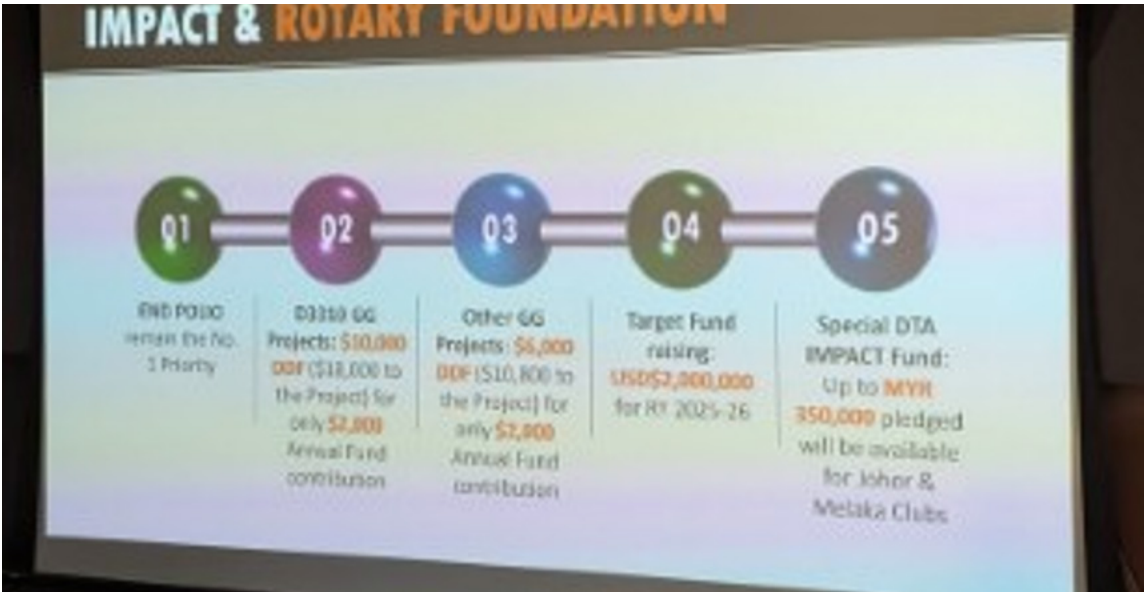 IMPACT & ROTARY FOUNDATION
01
02
03
04
05
END POLIO
remain the No.
1 Priority
D3310 GG
Projects: $10,000
DDF ($18,000 to
the Project) for
only $2,000
Annual Fund
contribution
Other GG
Projects: $6,000
DDF ($10,800 to
the Project) for
only $2,000
Annual Fund
contribution
Target Fund
raising:
USD$2,000,000
for RY 2025-26
Special DTA
IMPACT Fund:
Up to MYR
350,000 pledged
will be available
for Johor &
Melaka Clubs